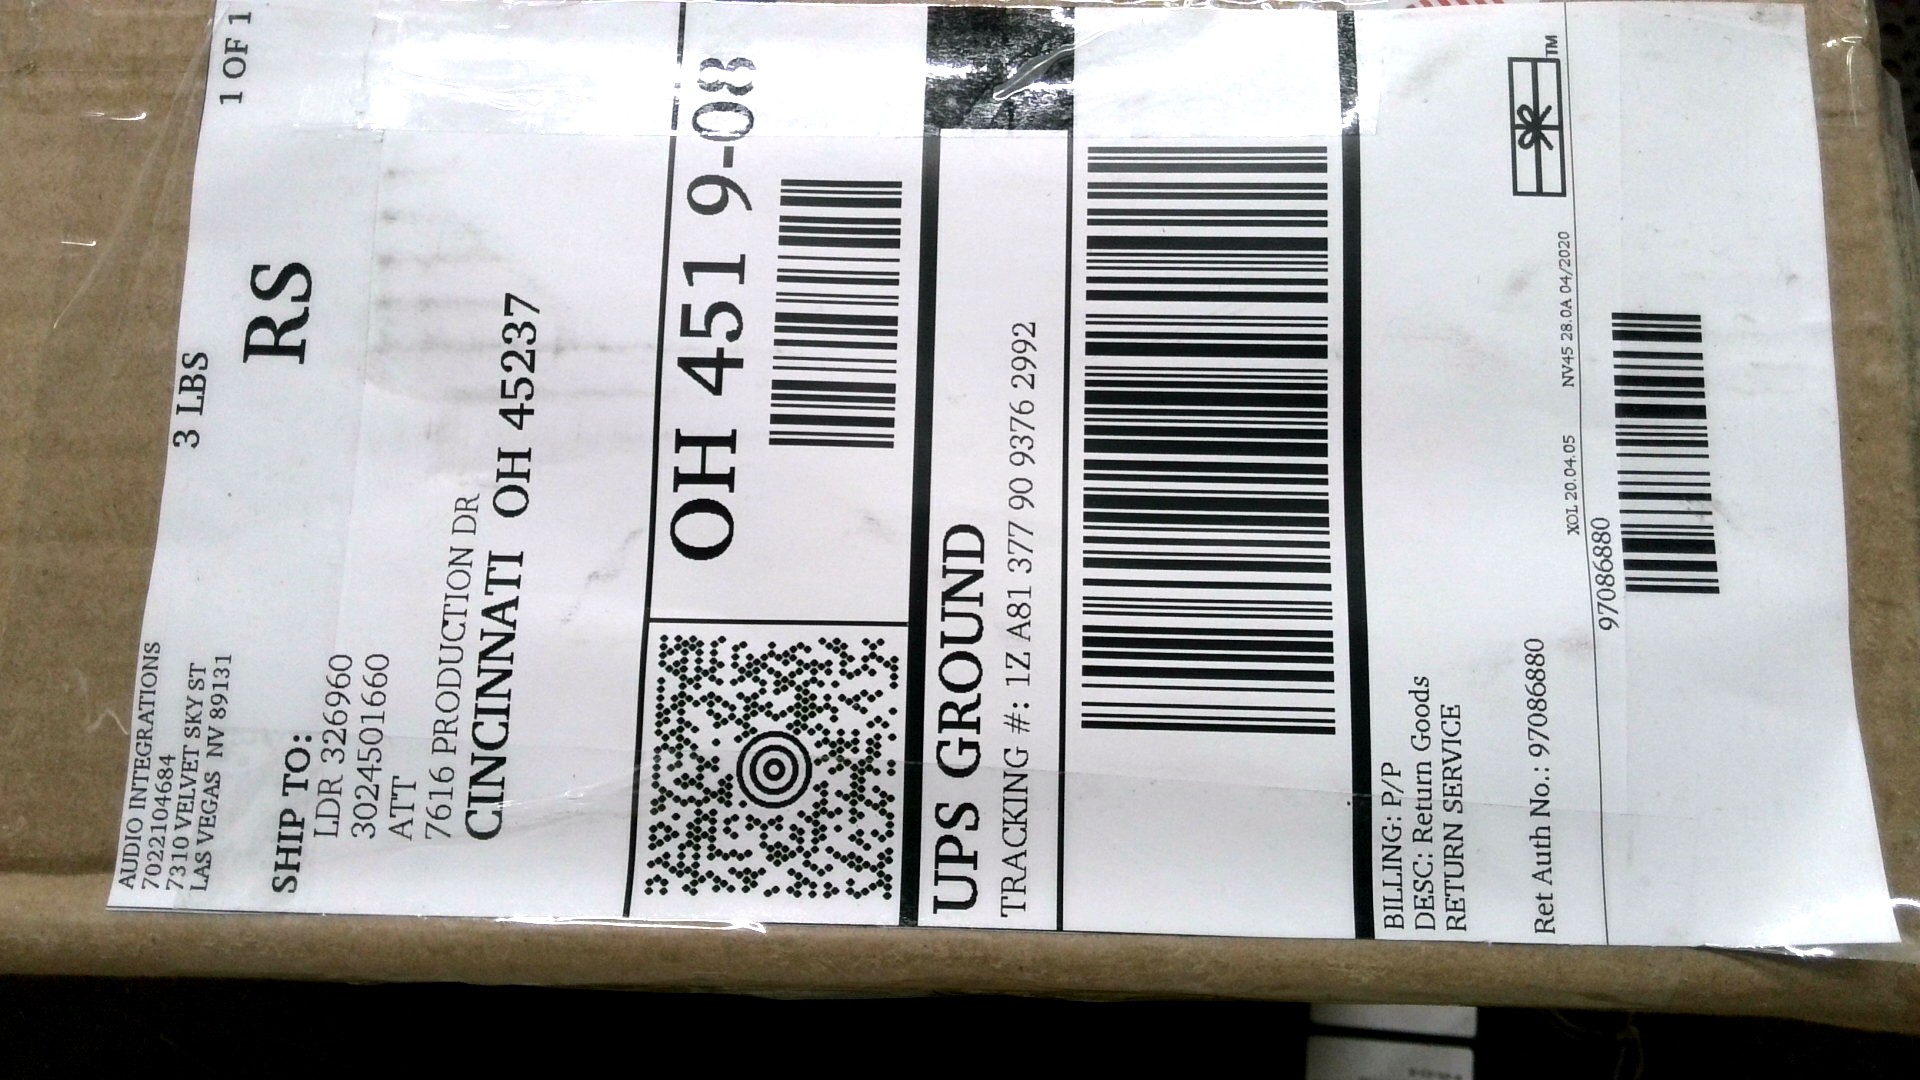 AUDIO INTEGRATIONS
7022104684
7310 VELVET SKY ST
LAS VEGAS NV 89131
3 LBS
1 OF 1
RS
SHIP TO:
LDR 326960
3024501660
ATT
7616 PRODUCTION DR
CINCINNATI OH 45237
OH 451 9-08
UPS GROUND
TRACKING #: 1Z A81 377 90 9376 2992
BILLING: P/P
DESC: Return Goods
RETURN SERVICE
Ret Auth No.: 97086880
TM
XOL 20.04.05 NV45 28.0A 04/2020
97086880